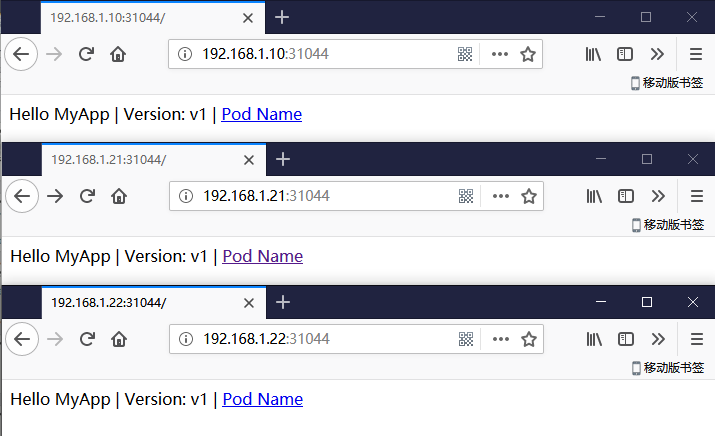 192.168.1.10:31044/
192.168.1.10:31044
移动版书签
Hello MyApp | Version: v1 | Pod Name
192.168.1.21:31044/
192.168.1.21:31044
移动版书签
Hello MyApp | Version: v1 | Pod Name
192.168.1.22:31044/
192.168.1.22:31044
移动版书签
Hello MyApp | Version: v1 | Pod Name